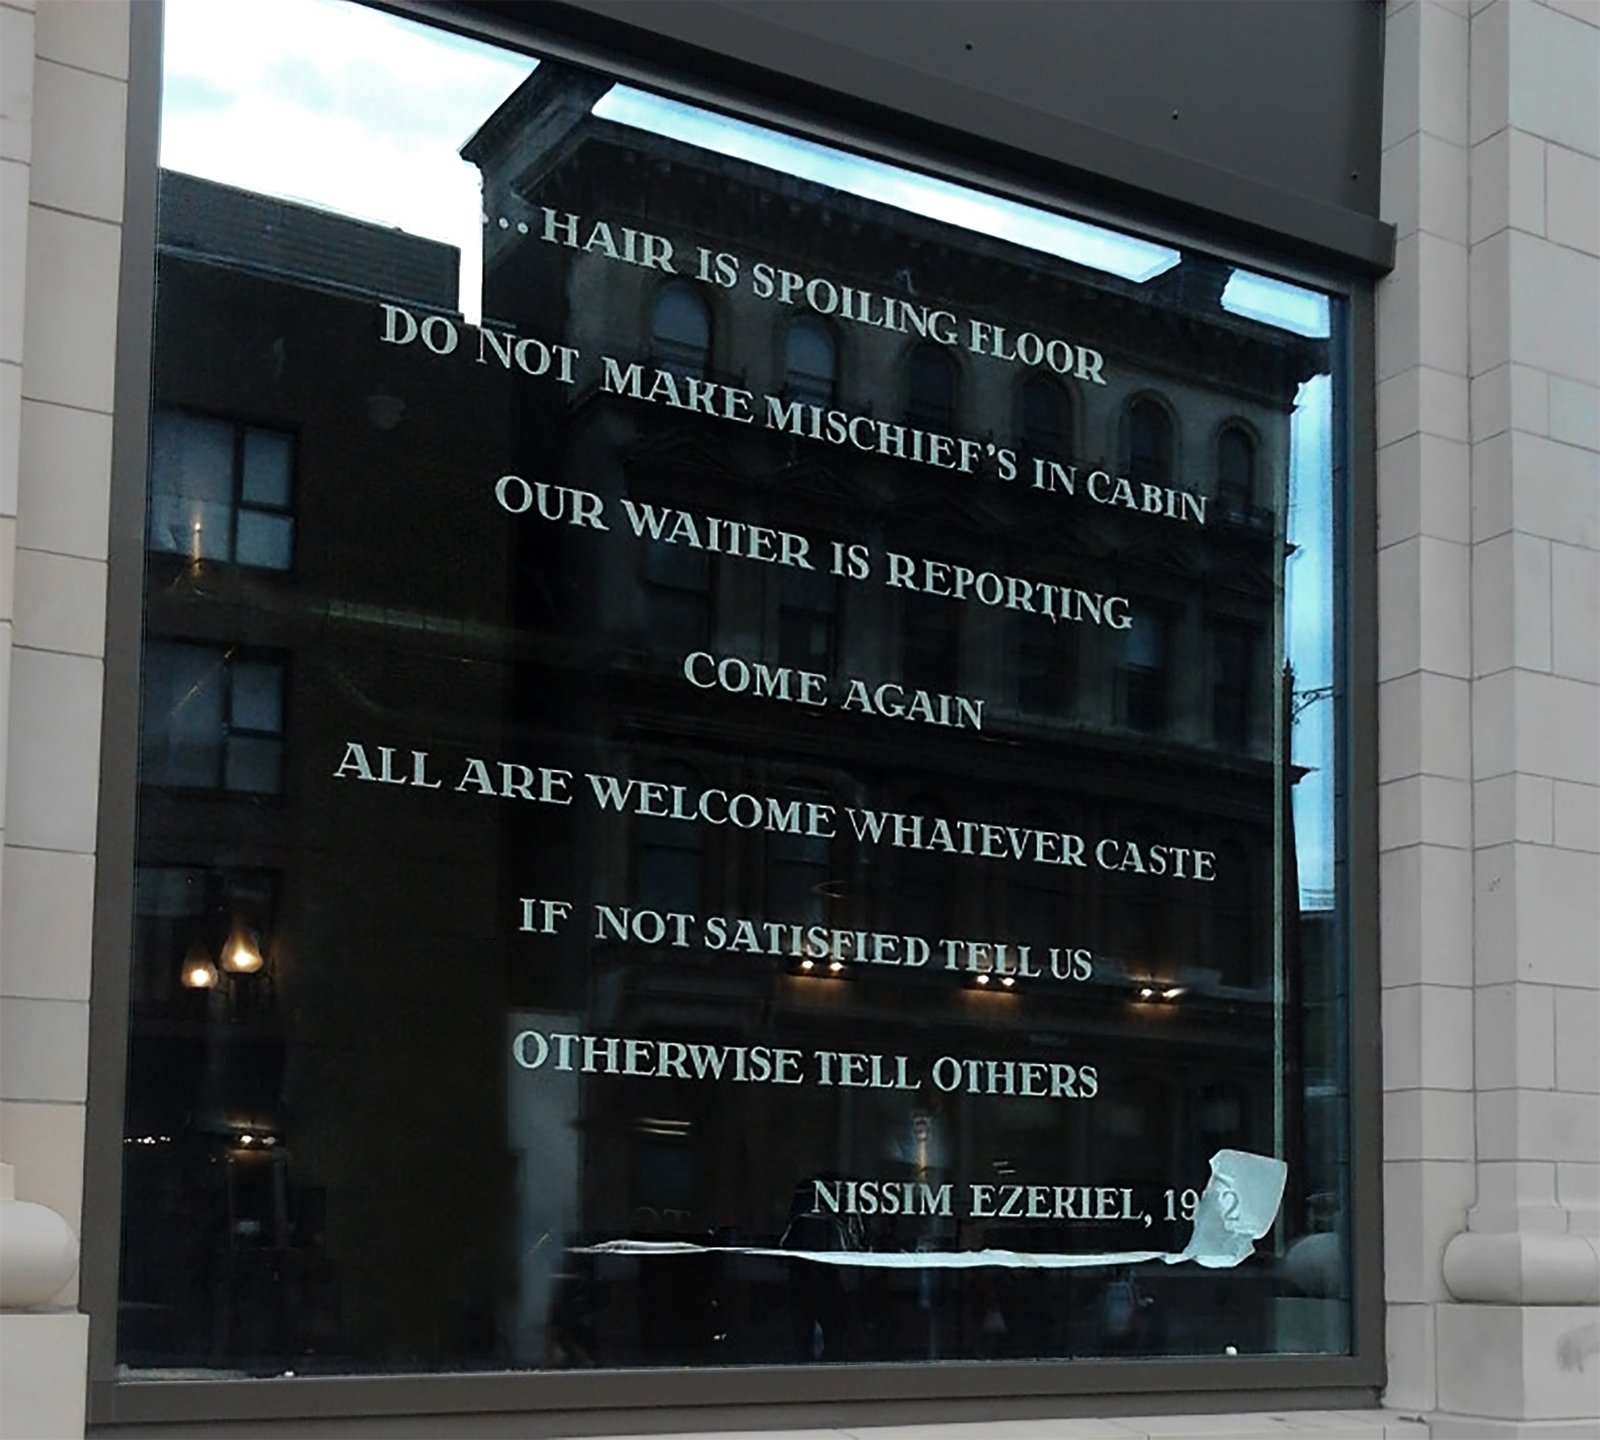 ...HAIR IS SPOILING FLOOR
DO NOT MAKE MISCHIEF'S IN CABIN
OUR WAITER IS REPORTING
COME AGAIN
ALL ARE WELCOME WHATEVER CASTE
IF NOT SATISFIED TELL US
OTHERWISE TELL OTHERS
NISSIM EZEKIEL,